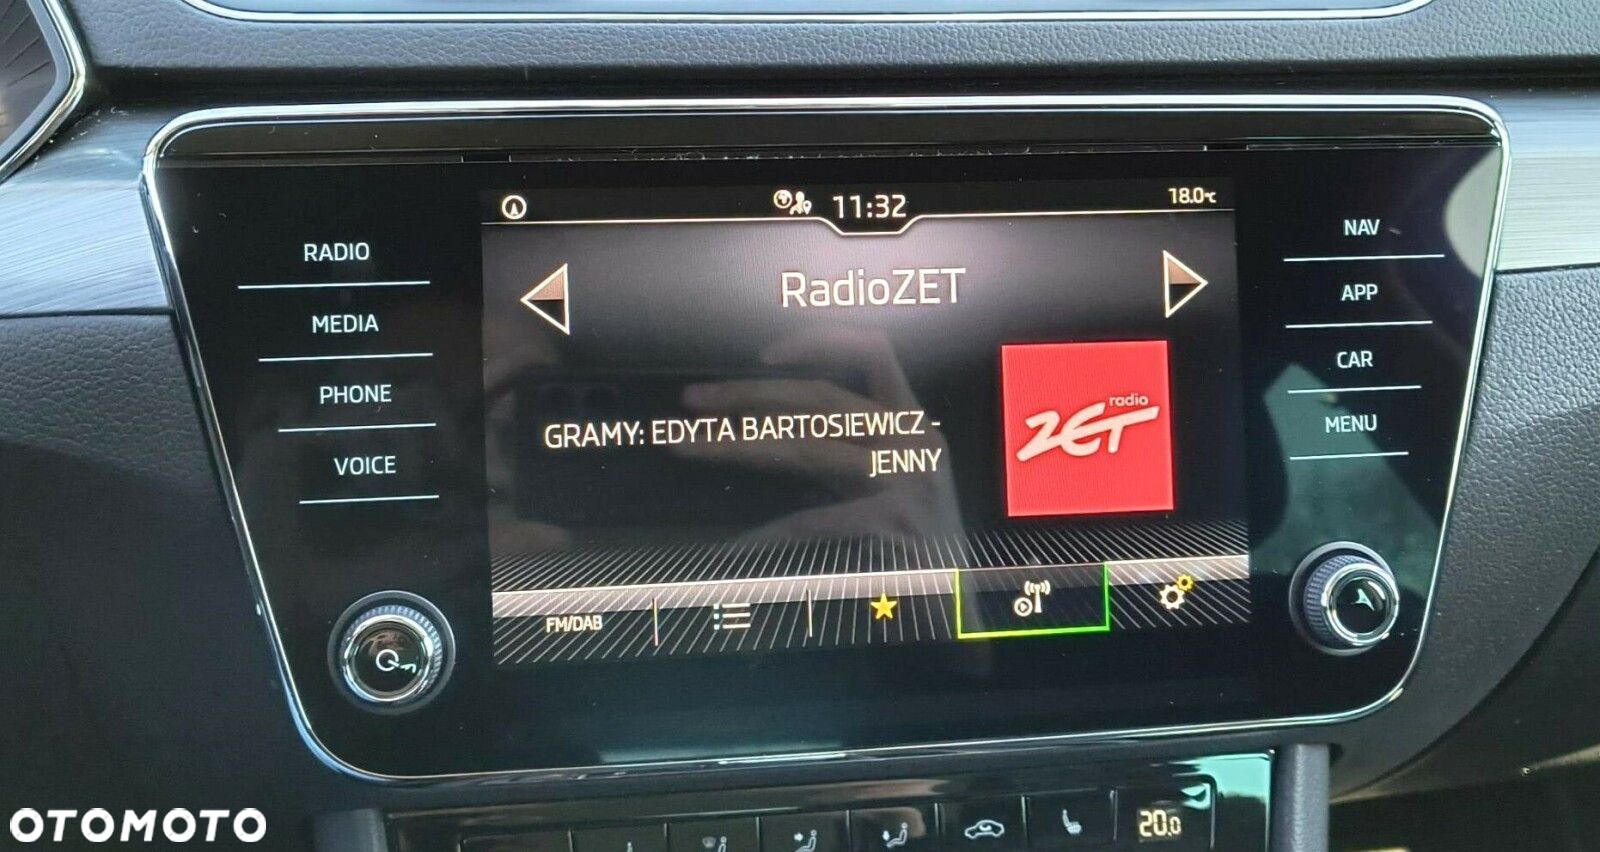 11:32
18.0°C
RADIO
MEDIA
PHONE
VOICE
RadioZET
GRAMY: EDYTA BARTOSIEWICZ -
JENNY
radio
ZET
FM/DAB
NAV
APP
CAR
MENU
20.0
OTOMOTO